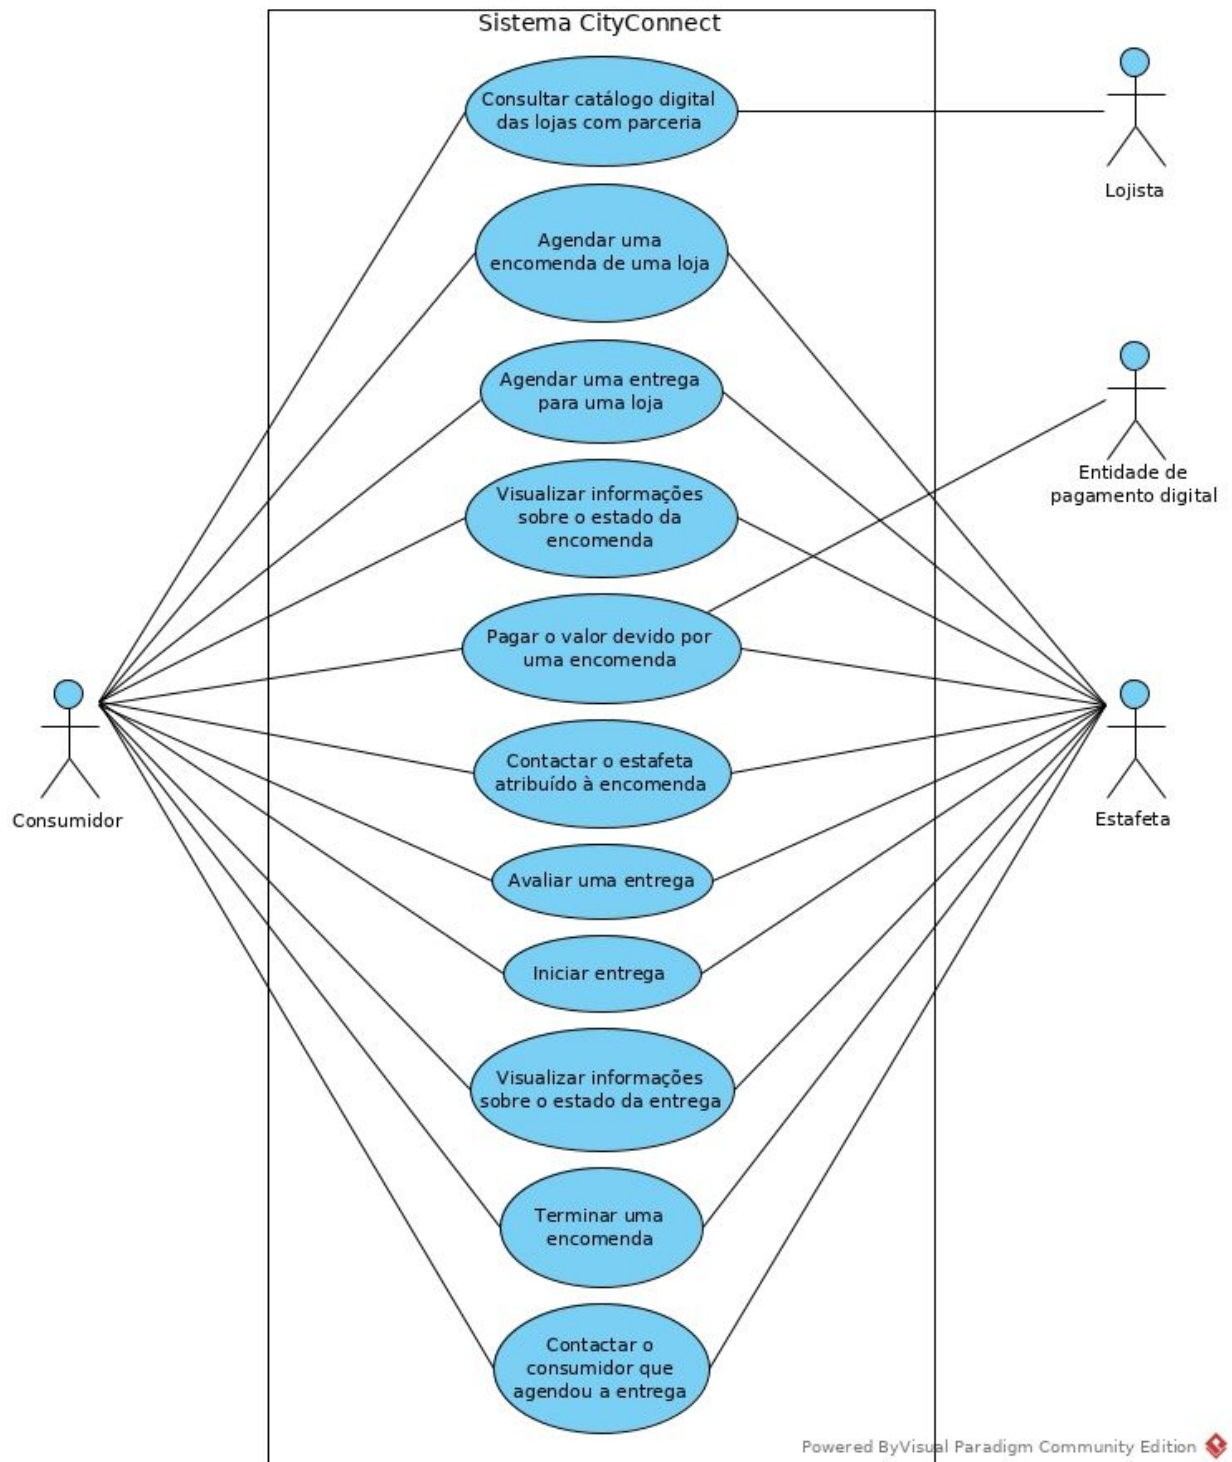 Sistema CityConnect
Consultar catálogo digital
das lojas com parceria
Lojista
Agendar uma
encomenda de uma loja
Agendar uma entrega
para uma loja
Entidade de
pagamento digital
Visualizar informações
sobre o estado da
encomenda
Pagar o valor devido por
uma encomenda
Contactar o estafeta
atribuído à encomenda
Consumidor
Estafeta
Avaliar uma entrega
Iniciar entrega
Visualizar informações
sobre o estado da entrega
Terminar uma
encomenda
Contactar o
consumidor que
agendou a entrega
Powered ByVisual Paradigm Community Edition